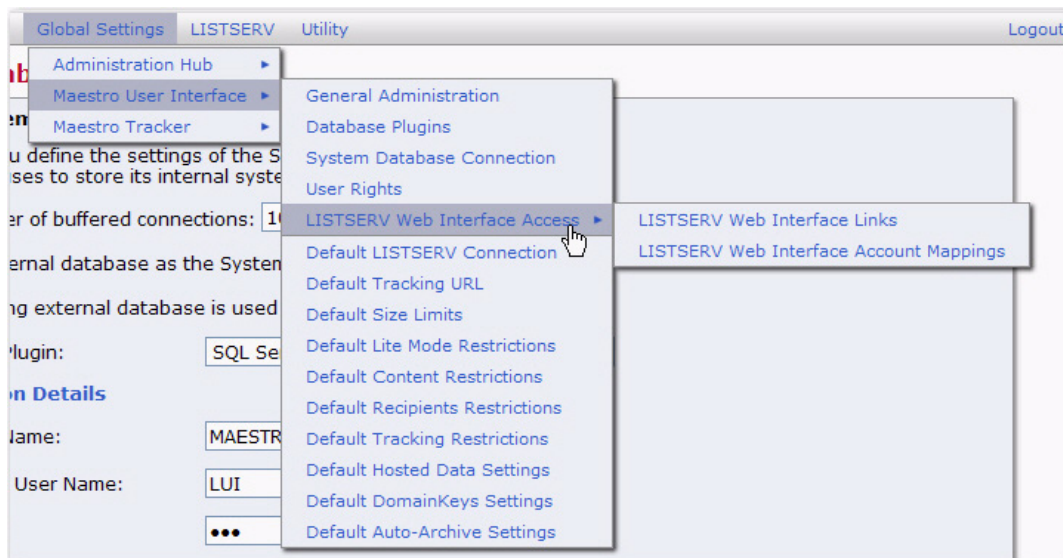 Global Settings LISTSERV Utility Logout
Administration Hub
Maestro User Interface
Maestro Tracker
General Administration
Database Plugins
System Database Connection
User Rights
LISTSERV Web Interface Access
Default LISTSERV Connection
Default Tracking URL
Default Size Limits
Default Lite Mode Restrictions
Default Content Restrictions
Default Recipients Restrictions
Default Tracking Restrictions
Default Hosted Data Settings
Default DomainKeys Settings
Default Auto-Archive Settings
LISTSERV Web Interface Links
LISTSERV Web Interface Account Mappings
u define the settings of the S
ses to store its internal syste
er of buffered connections: 10
ernal database as the System
ng external database is used
Plugin: SQL Se
on Details
Name: MAESTR
User Name: LUI
•••